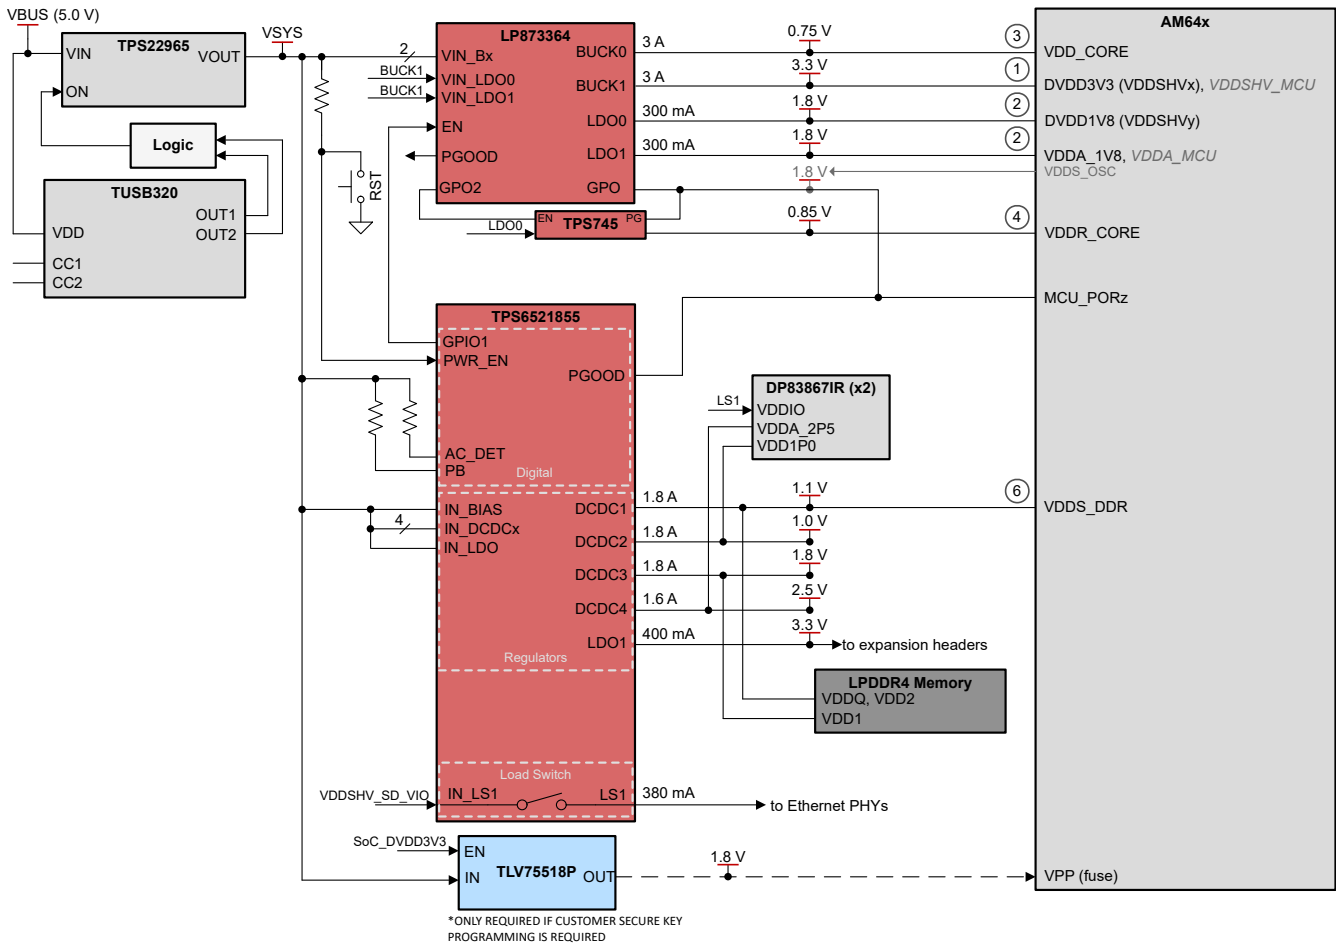 VBUS (5.0 V)
TPS22965
VIN
VOUT
ON
VSYS
Logic
TUSB320
OUT1
OUT2
VDD
CC1
CC2
RST
LP873364
2
VIN_Bx
BUCK1
VIN_LDO0
BUCK1
VIN_LDO1
EN
PGOOD
GPO2
BUCK0
BUCK1
LDO0
LDO1
GPO
3 A
3 A
300 mA
300 mA
0.75 V
3.3 V
1.8 V
1.8 V
1.8 V
0.85 V
LDO0
EN
TPS745
PG
AM64x
3
VDD_CORE
1
DVDD3V3 (VDDSHVx), VDDSHV_MCU
2
DVDD1V8 (VDDSHVy)
2
VDDA_1V8, VDDA_MCU
VDDS_OSC
4
VDDR_CORE
MCU_PORz
6
VDDS_DDR
VPP (fuse)
TPS6521855
GPIO1
PWR_EN
PGOOD
AC_DET
PB
Digital
IN_BIAS
4
IN_DCDCx
IN_LDO
DCDC1
DCDC2
DCDC3
DCDC4
LDO1
Regulators
1.8 A
1.8 A
1.8 A
1.6 A
400 mA
1.1 V
1.0 V
1.8 V
2.5 V
3.3 V
to expansion headers
DP83867IR (x2)
LS1
VDDIO
VDDA_2P5
VDD1P0
LPDDR4 Memory
VDDQ, VDD2
VDD1
Load Switch
VDDSHV_SD_VIO
IN_LS1
LS1
380 mA
to Ethernet PHYs
SoC_DVDD3V3
EN
IN
TLV75518P
OUT
1.8 V
*ONLY REQUIRED IF CUSTOMER SECURE KEY
PROGRAMMING IS REQUIRED